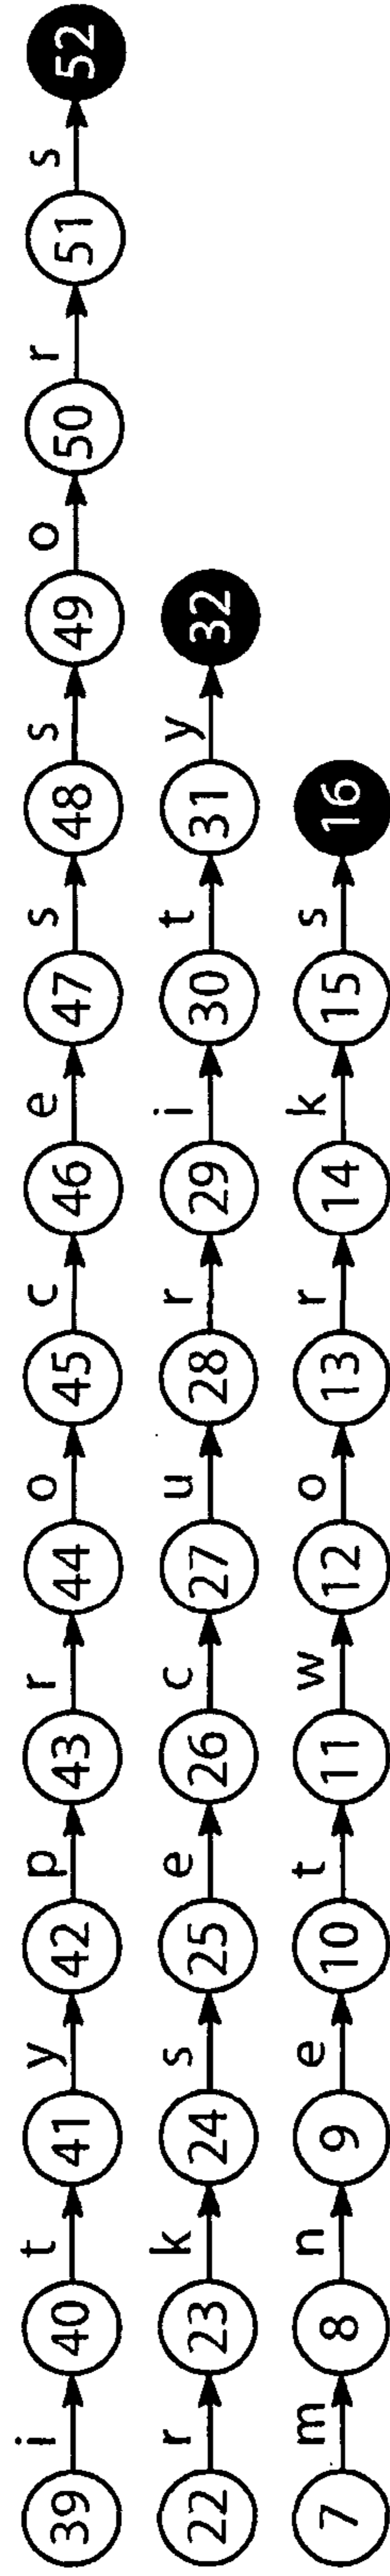 i t y p r o c e s s o r s
39 40 41 42 43 44 45 46 47 48 49 50 51 52
r k s e c u r i t y
22 23 24 25 26 27 28 29 30 31 32
m n e t w o r k s
7 8 9 10 11 12 13 14 15 16